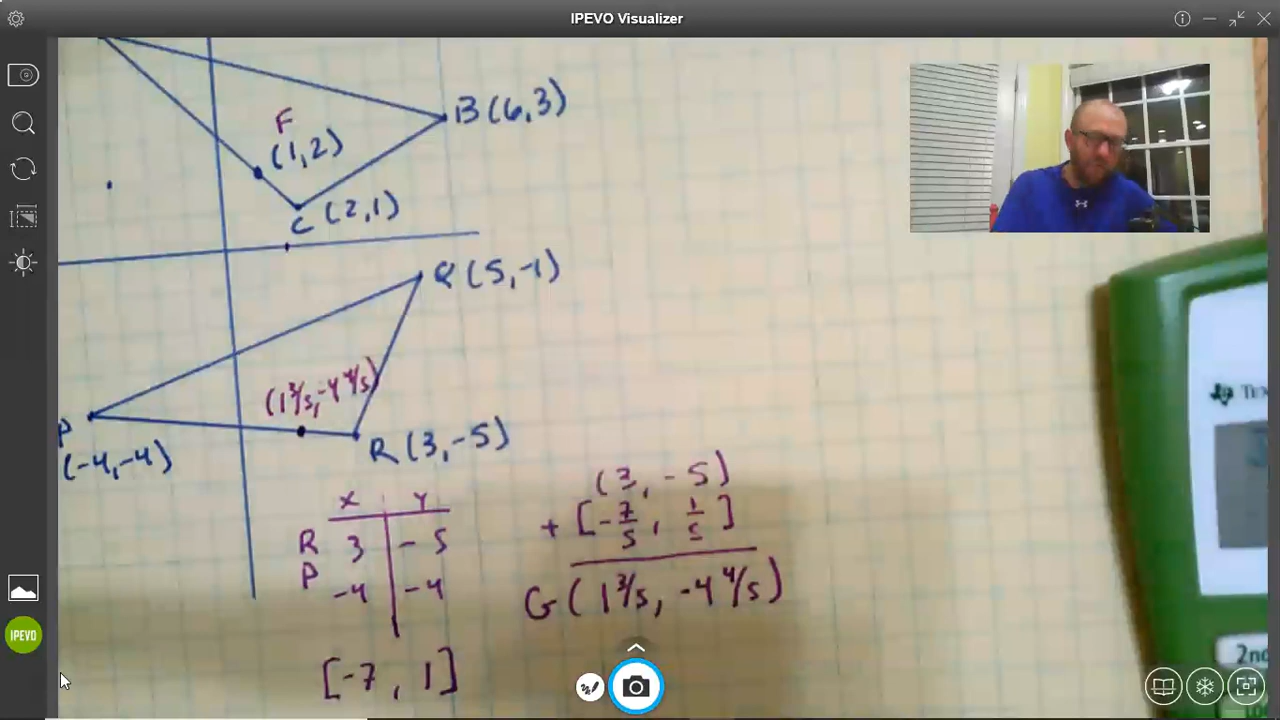 IPEVO Visualizer
B (6,3)
F
(1,2)
C (2,1)
Q (5,-1)
(1 3/5, -4 4/5)
P
(-4,-4)
R (3,-5)
X Y
R 3 -5
P -4 -4
[-7, 1]
(3, -5)
+ [-7/5, 1/5]
G (1 3/5, -4 4/5)
IPEVO
2nd